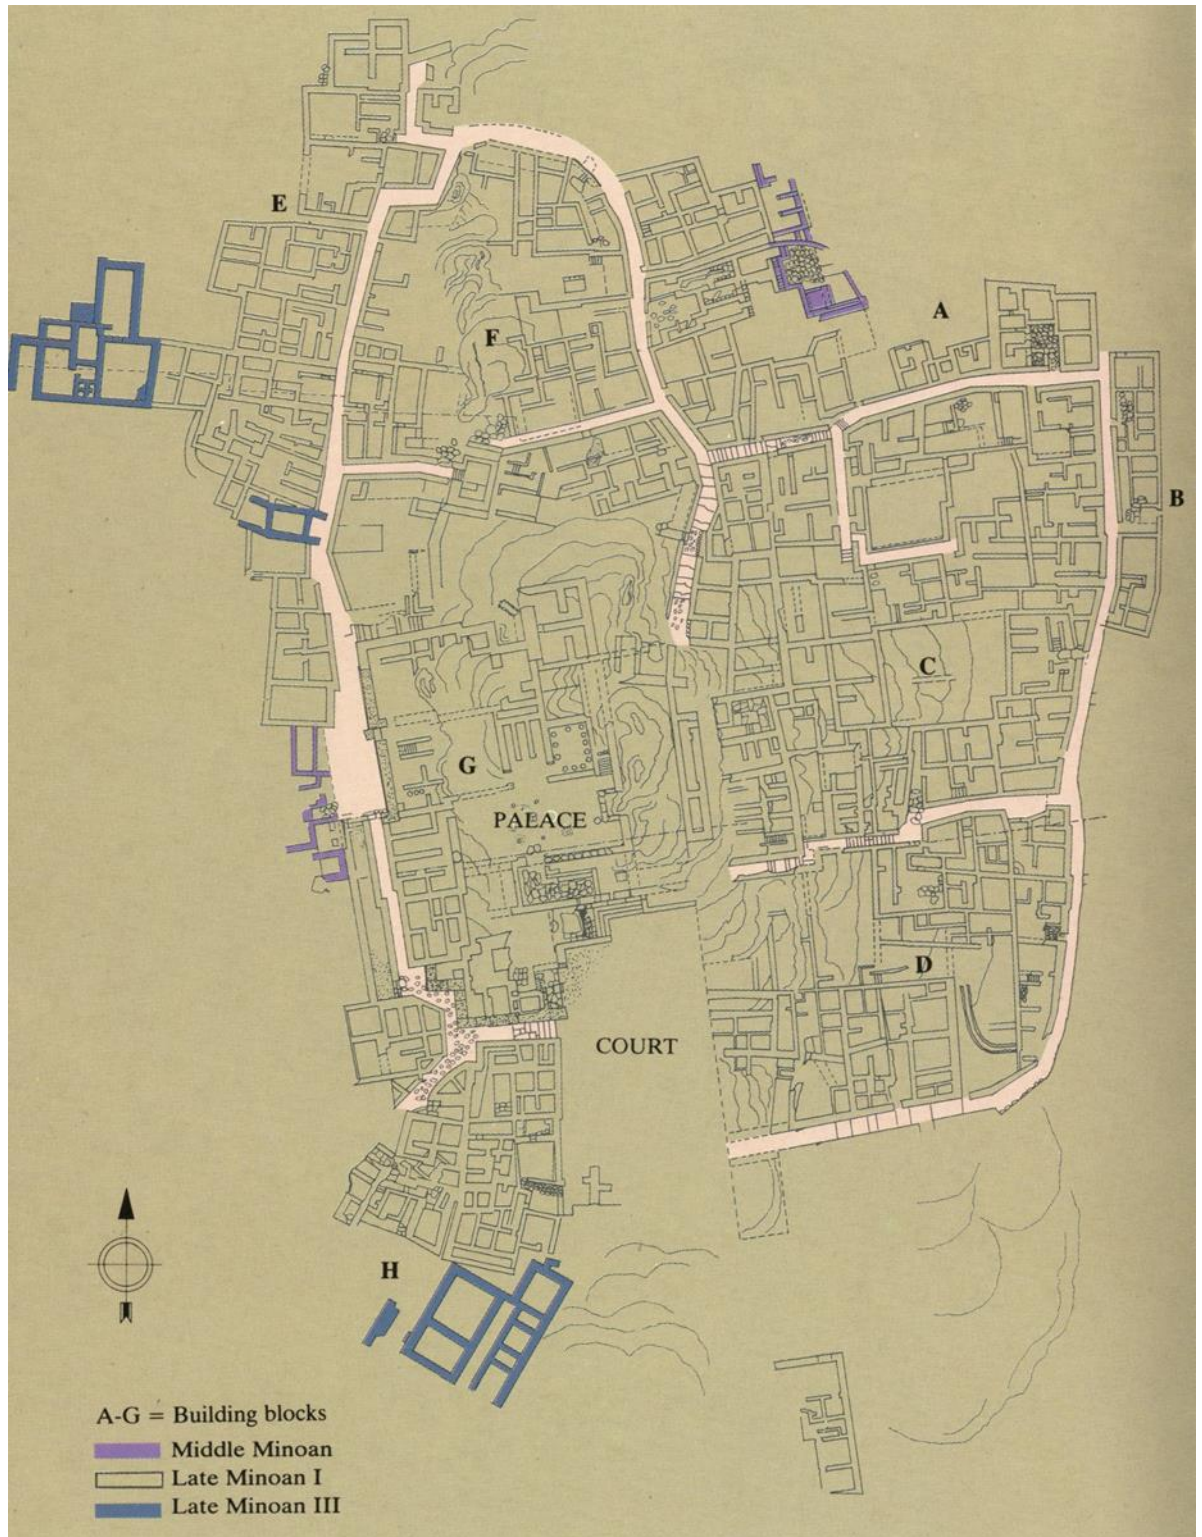 E
A
F
B
C
G
PALACE
D
COURT
H
A-G = Building blocks
Middle Minoan
Late Minoan I
Late Minoan III